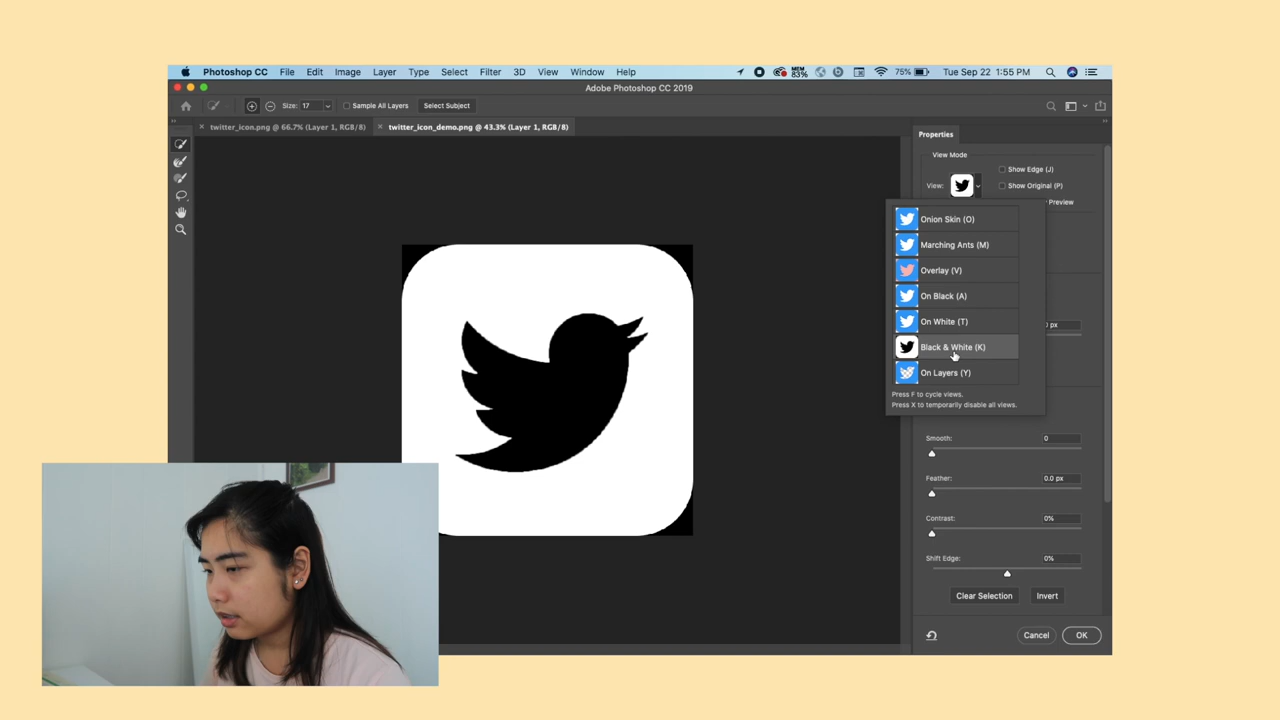 Photoshop CC File Edit Image Layer Type Select Filter 3D View Window Help MEM 83% 75% Tue Sep 22 1:55 PM
Adobe Photoshop CC 2019
Size: 17 Sample All Layers Select Subject
twitter_icon.png @ 66.7% (Layer 1, RGB/8) twitter_icon_demo.png @ 43.3% (Layer 1, RGB/8)
Properties
View Mode
Show Edge (J)
View: Show Original (P)
Preview
Onion Skin (O)
Marching Ants (M)
Overlay (V)
On Black (A)
On White (T)
px
Black & White (K)
On Layers (Y)
Press F to cycle views.
Press X to temporarily disable all views.
Smooth: 0
Feather: 0.0 px
Contrast: 0%
Shift Edge: 0%
Clear Selection Invert
Cancel OK